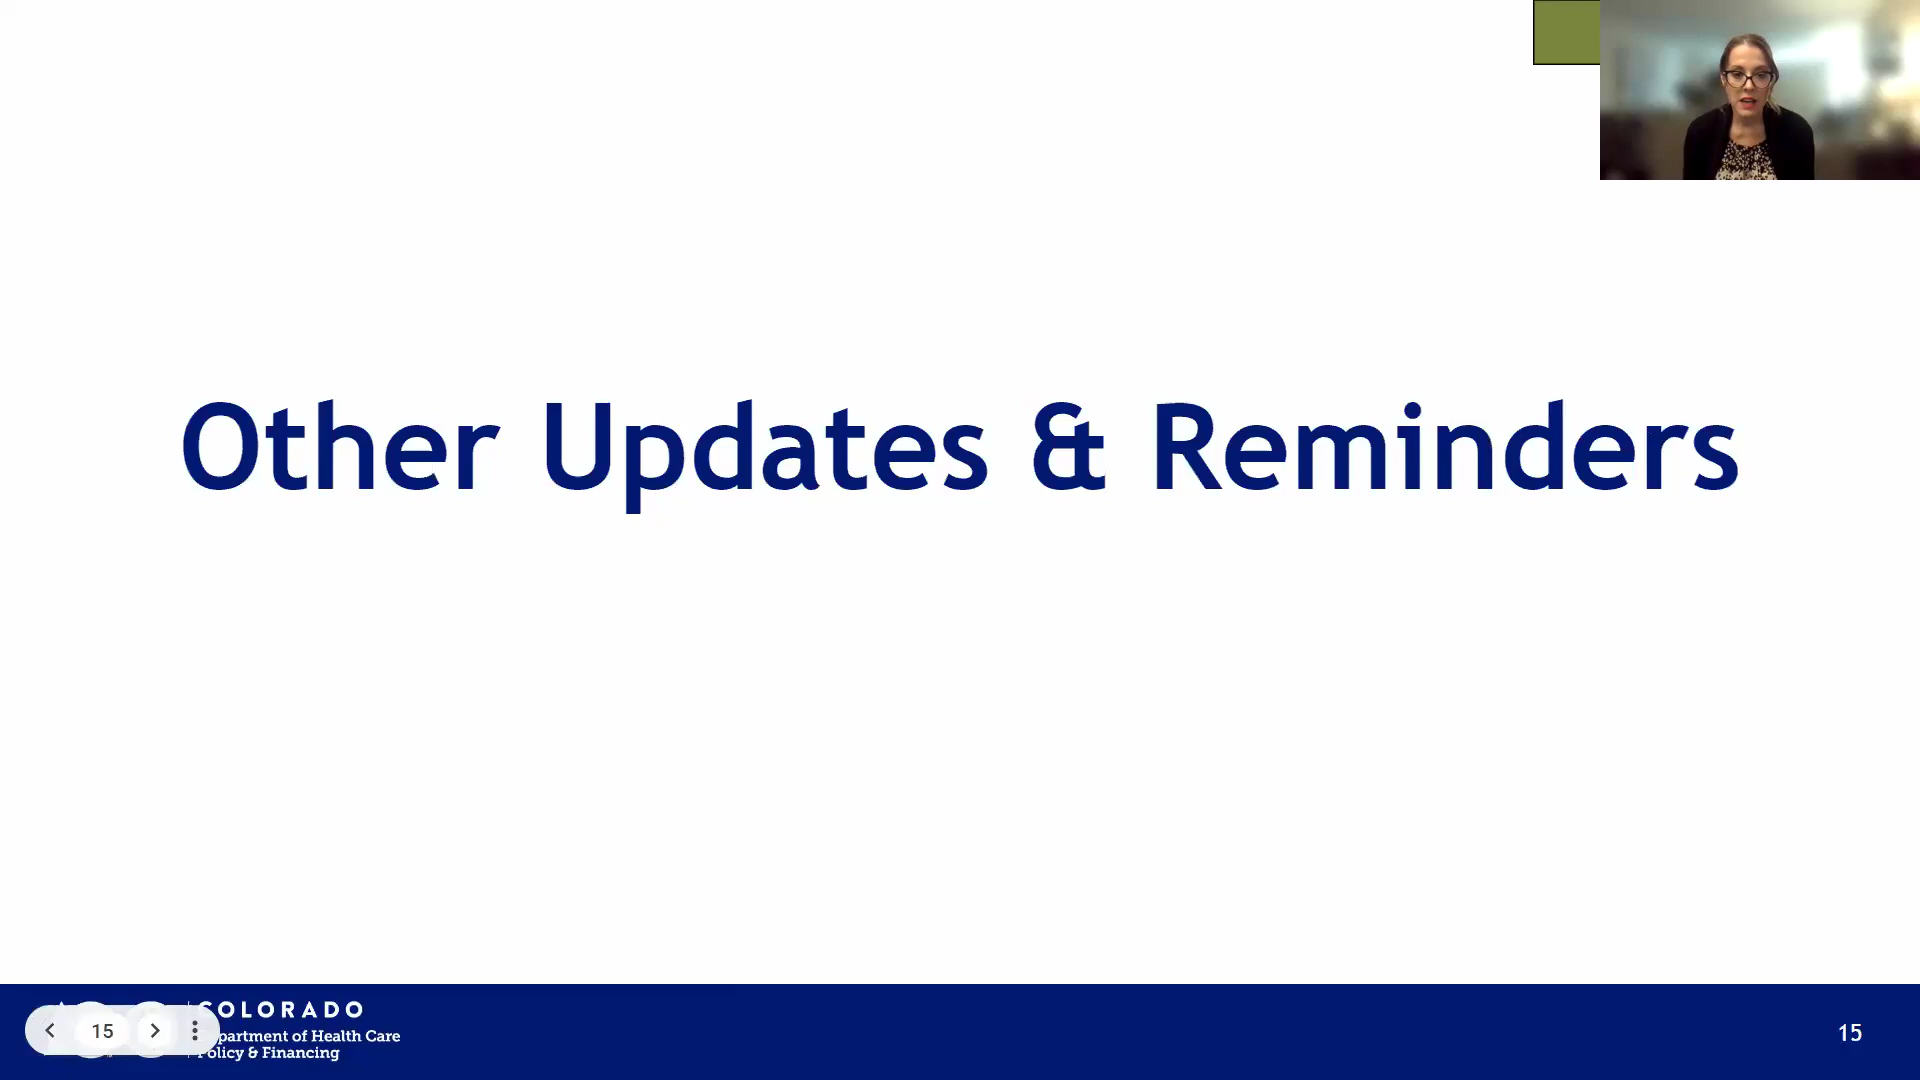 Other Updates & Reminders
COLORADO
Department of Health Care
Policy & Financing
15
15